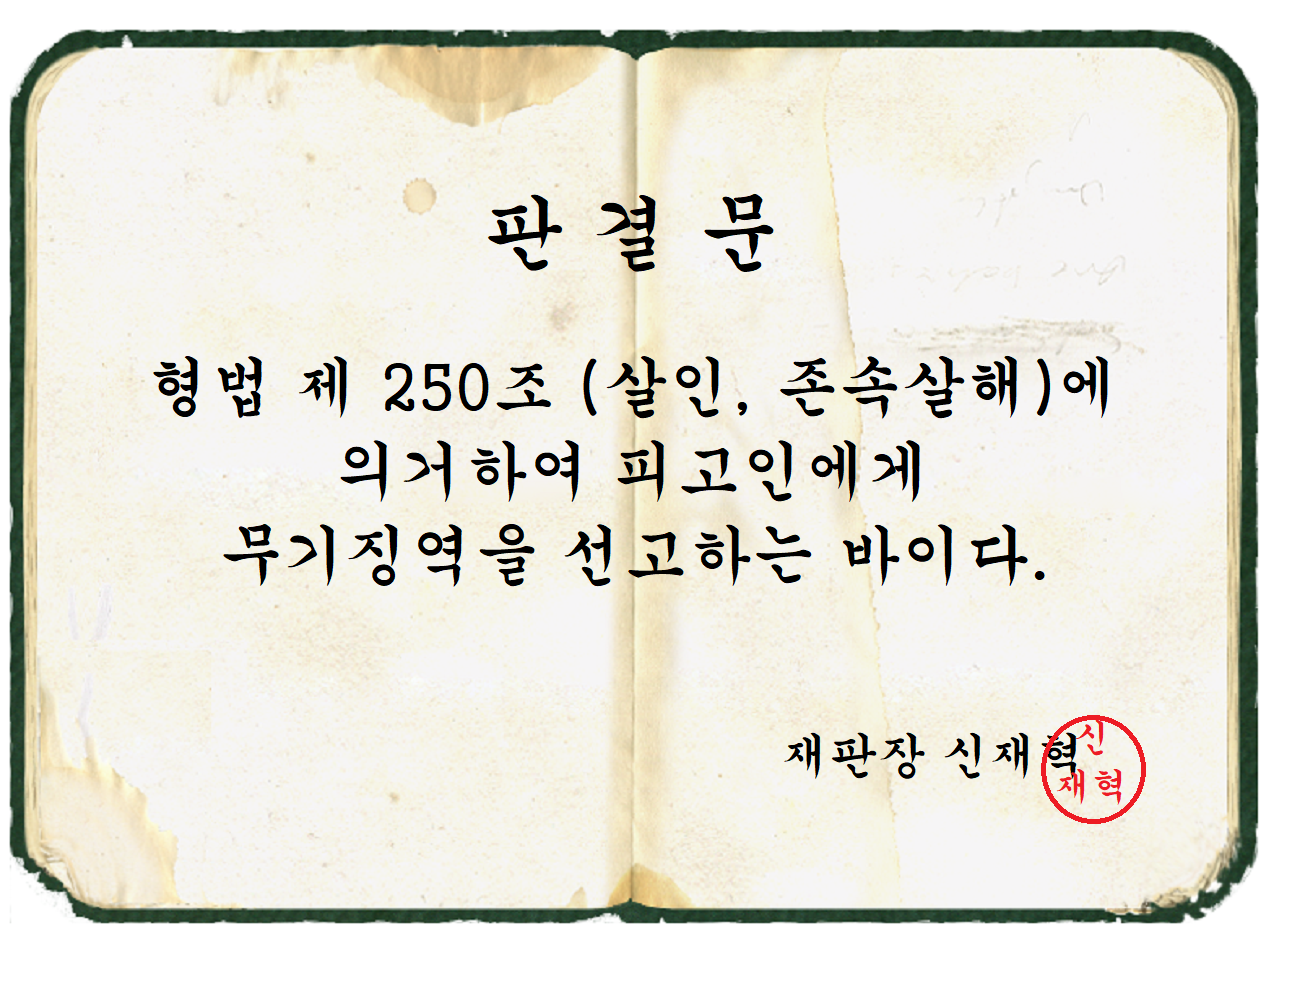 판 결 문
형법 제 250조 (살인, 존속살해)에
의거하여 피고인에게
무기징역을 선고하는 바이다.
재판장 신재혁
신
재혁